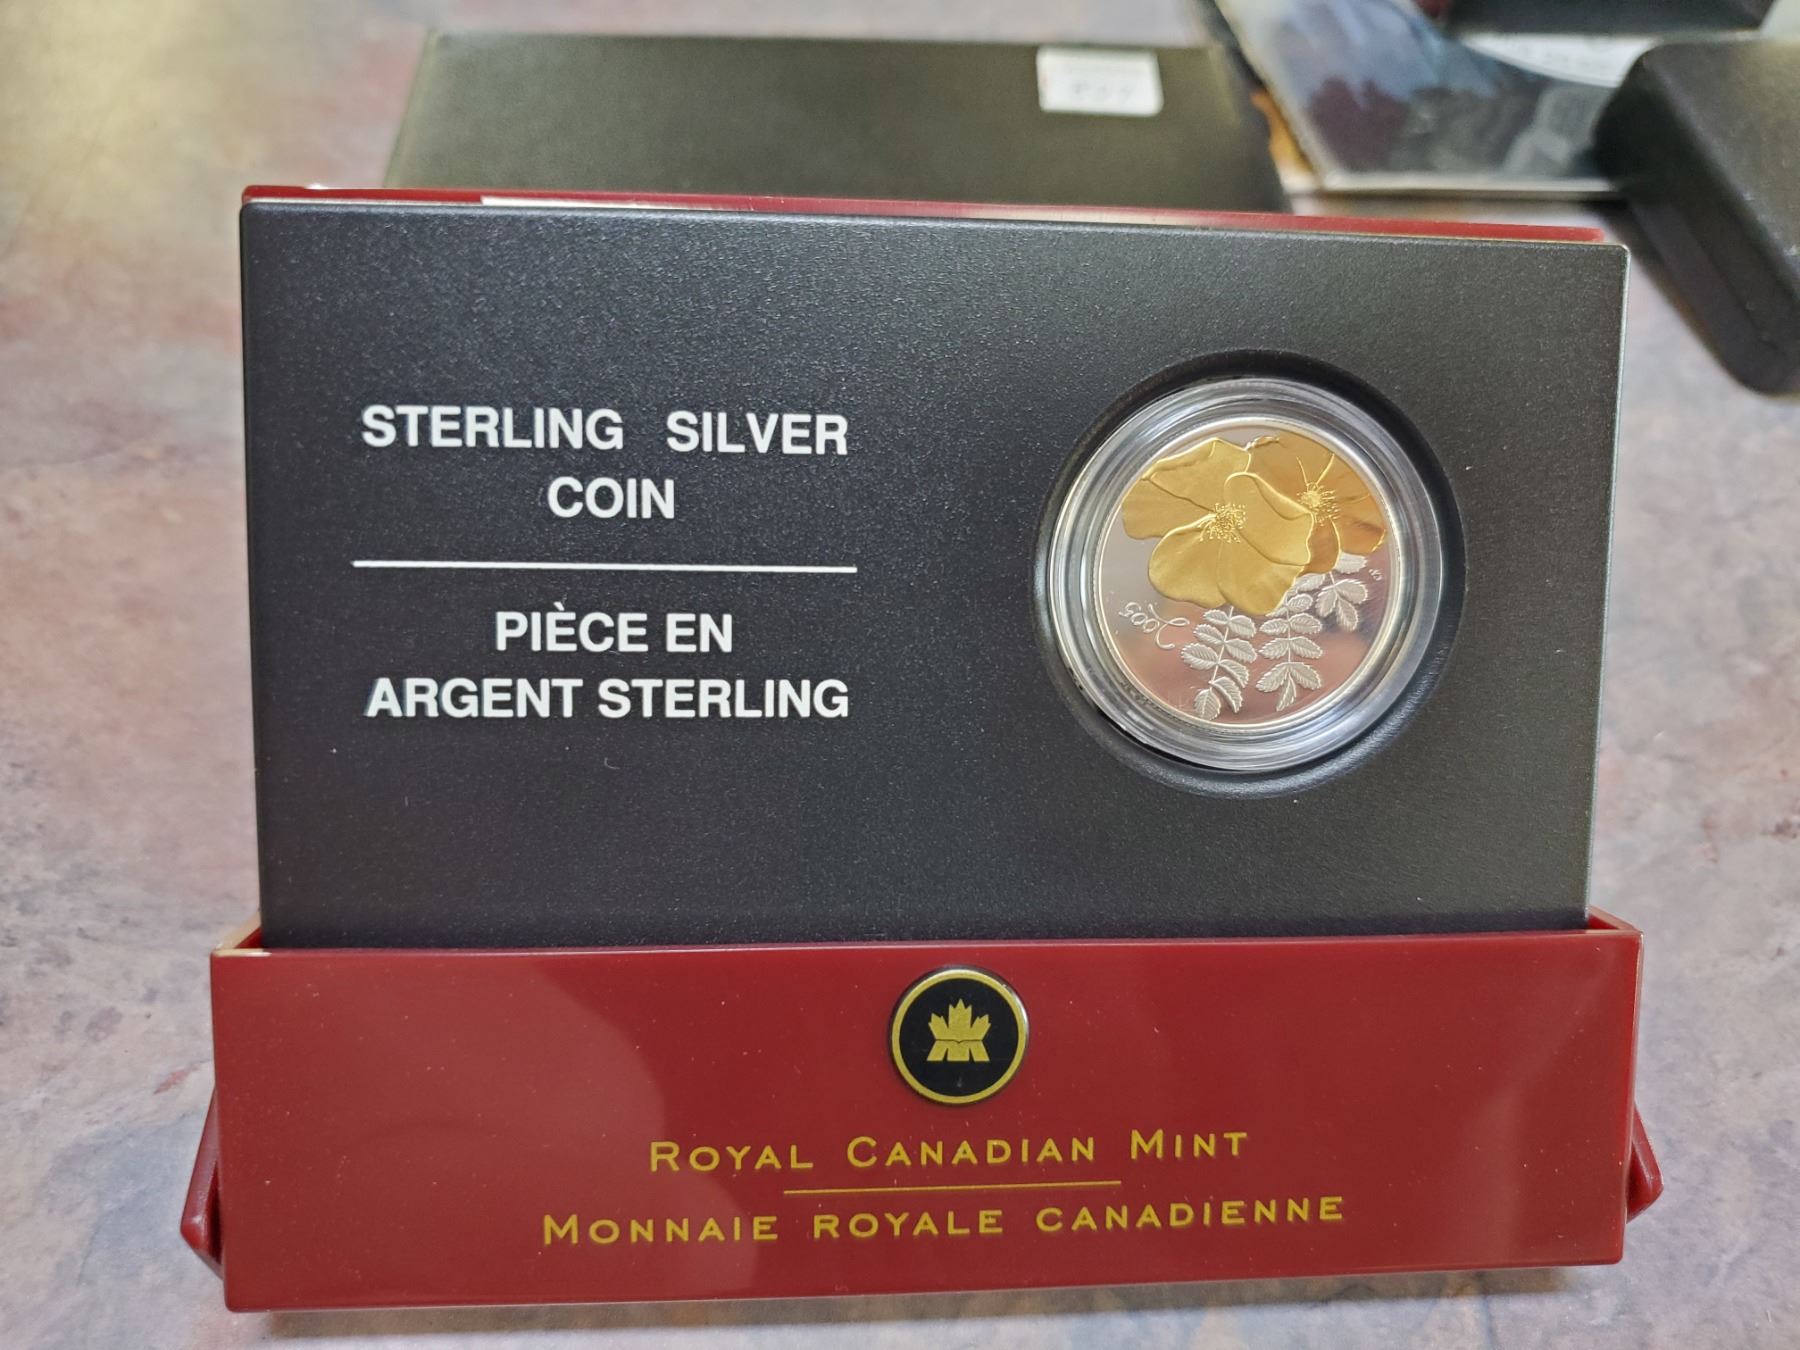 STERLING SILVER
COIN
PIÈCE EN
ARGENT STERLING
2005
ROYAL CANADIAN MINT
MONNAIE ROYALE CANADIENNE